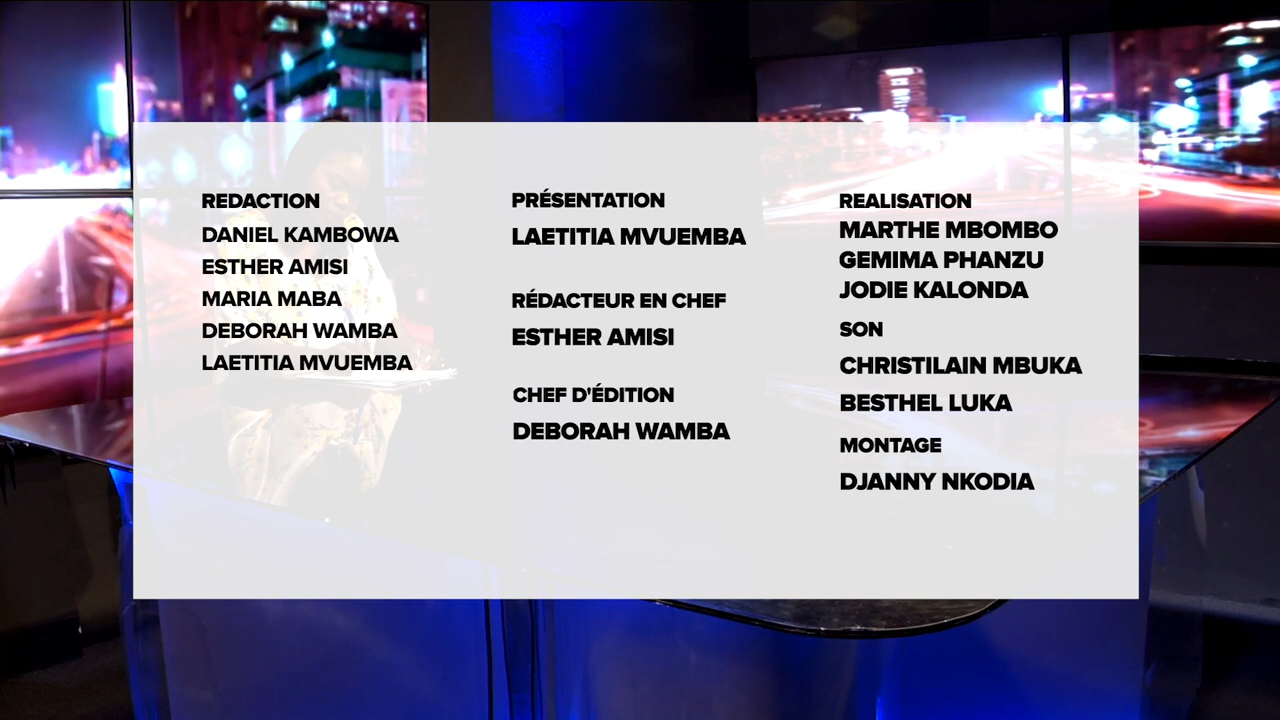 REDACTION
DANIEL KAMBOWA
ESTHER AMISI
MARIA MABA
DEBORAH WAMBA
LAETITIA MVUEMBA
PRÉSENTATION
LAETITIA MVUEMBA
RÉDACTEUR EN CHEF
ESTHER AMISI
CHEF D'ÉDITION
DEBORAH WAMBA
REALISATION
MARTHE MBOMBO
GEMIMA PHANZU
JODIE KALONDA
SON
CHRISTILAIN MBUKA
BESTHEL LUKA
MONTAGE
DJANNY NKODIA